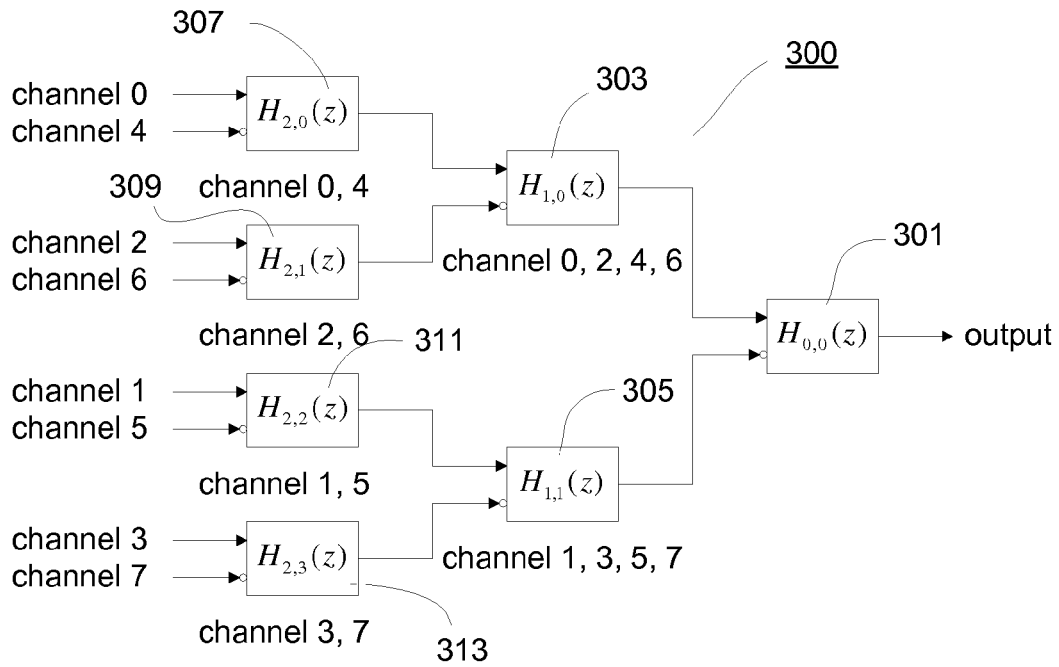 307
300
channel 0
channel 4
H2,0(z)
303
channel 0, 4
309
H1,0(z)
channel 2
channel 6
H2,1(z)
channel 0, 2, 4, 6
301
channel 2, 6
311
H0,0(z)
output
channel 1
channel 5
H2,2(z)
305
channel 1, 5
H1,1(z)
channel 3
channel 7
H2,3(z)
channel 1, 3, 5, 7
channel 3, 7
313